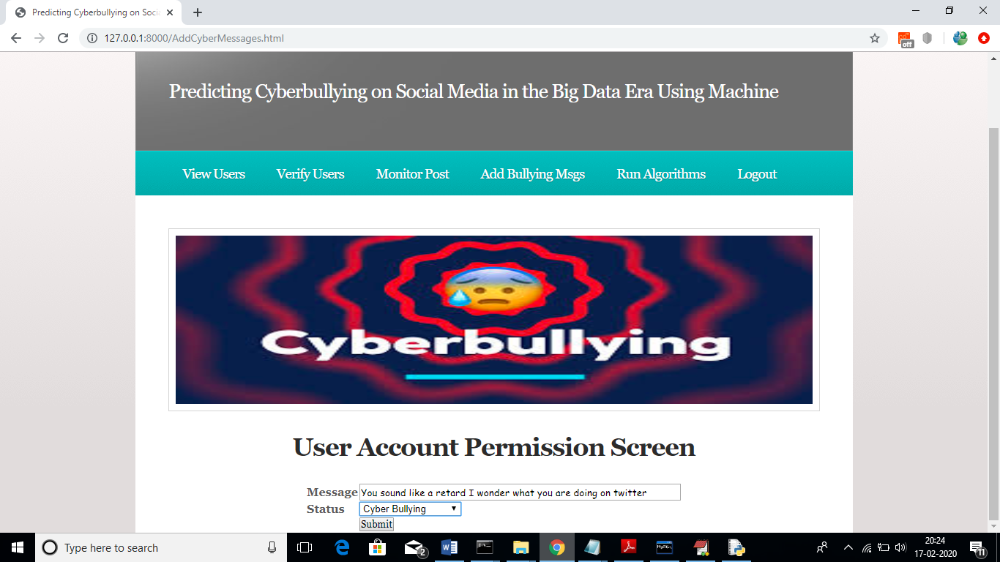 Predicting Cyberbullying on Soci
127.0.0.1:8000/AddCyberMessages.html
off
Predicting Cyberbullying on Social Media in the Big Data Era Using Machine
View Users Verify Users Monitor Post Add Bullying Msgs Run Algorithms Logout
Cyberbullying
User Account Permission Screen
Message You sound like a retard I wonder what you are doing on twitter
Status Cyber Bullying
Submit
Type here to search
2
20:24
17-02-2020
11